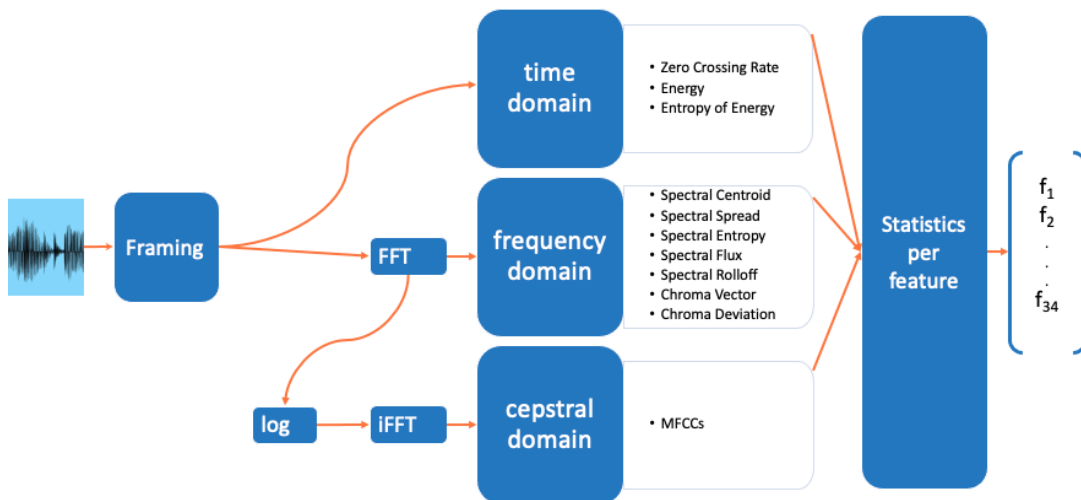 time
domain
• Zero Crossing Rate
• Energy
• Entropy of Energy
Framing
FFT
frequency
domain
• Spectral Centroid
• Spectral Spread
• Spectral Entropy
• Spectral Flux
• Spectral Rolloff
• Chroma Vector
• Chroma Deviation
log
iFFT
cepstral
domain
• MFCCs
Statistics
per
feature
f₁
f₂
.
.
.
f₃₄